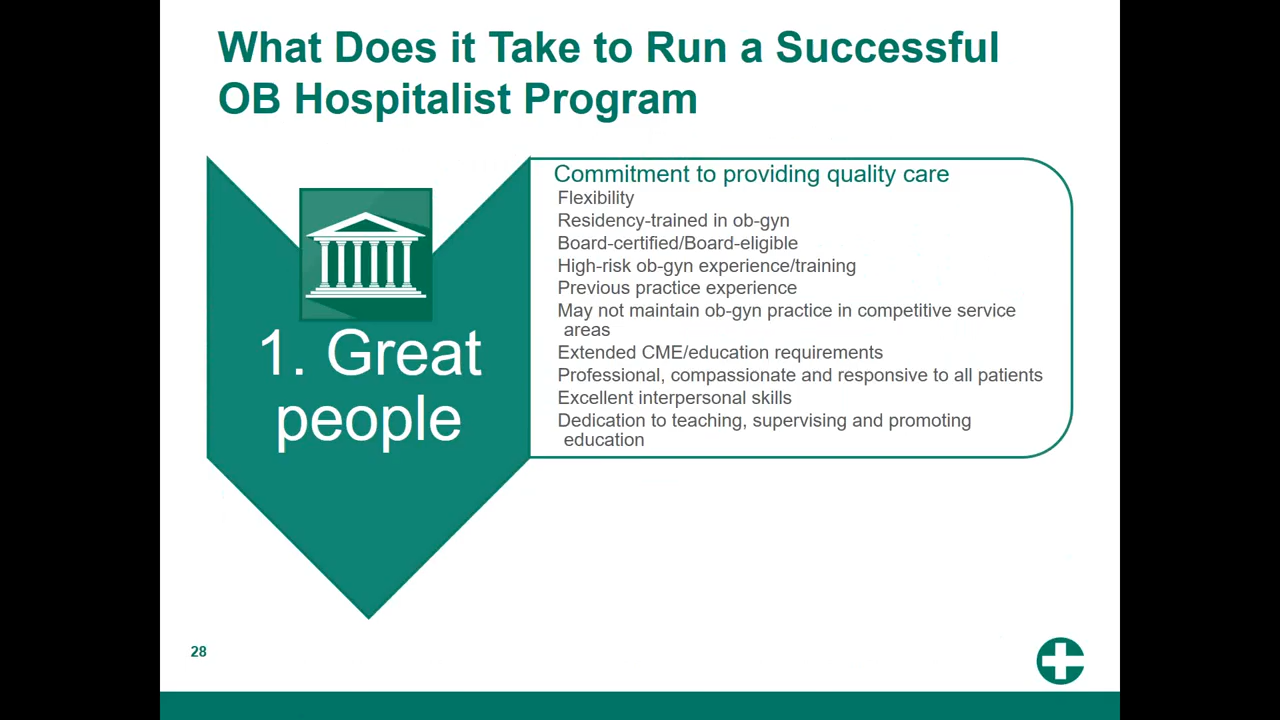 What Does it Take to Run a Successful
OB Hospitalist Program
1. Great
people
Commitment to providing quality care
Flexibility
Residency-trained in ob-gyn
Board-certified/Board-eligible
High-risk ob-gyn experience/training
Previous practice experience
May not maintain ob-gyn practice in competitive service
areas
Extended CME/education requirements
Professional, compassionate and responsive to all patients
Excellent interpersonal skills
Dedication to teaching, supervising and promoting
education
28